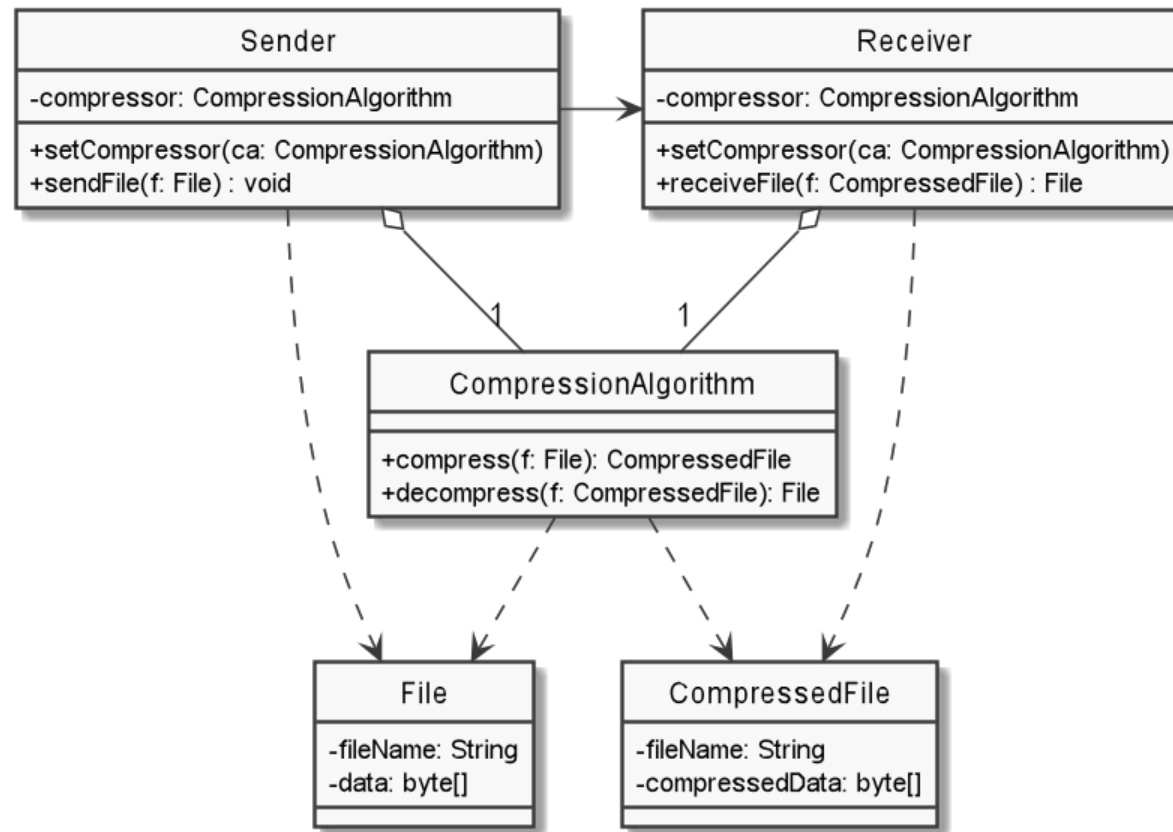 Sender
-compressor: CompressionAlgorithm
+setCompressor(ca: CompressionAlgorithm)
+sendFile(f: File) : void
Receiver
-compressor: CompressionAlgorithm
+setCompressor(ca: CompressionAlgorithm)
+receiveFile(f: CompressedFile) : File
1
1
CompressionAlgorithm
+compress(f: File): CompressedFile
+decompress(f: CompressedFile): File
File
-fileName: String
-data: byte[]
CompressedFile
-fileName: String
-compressedData: byte[]